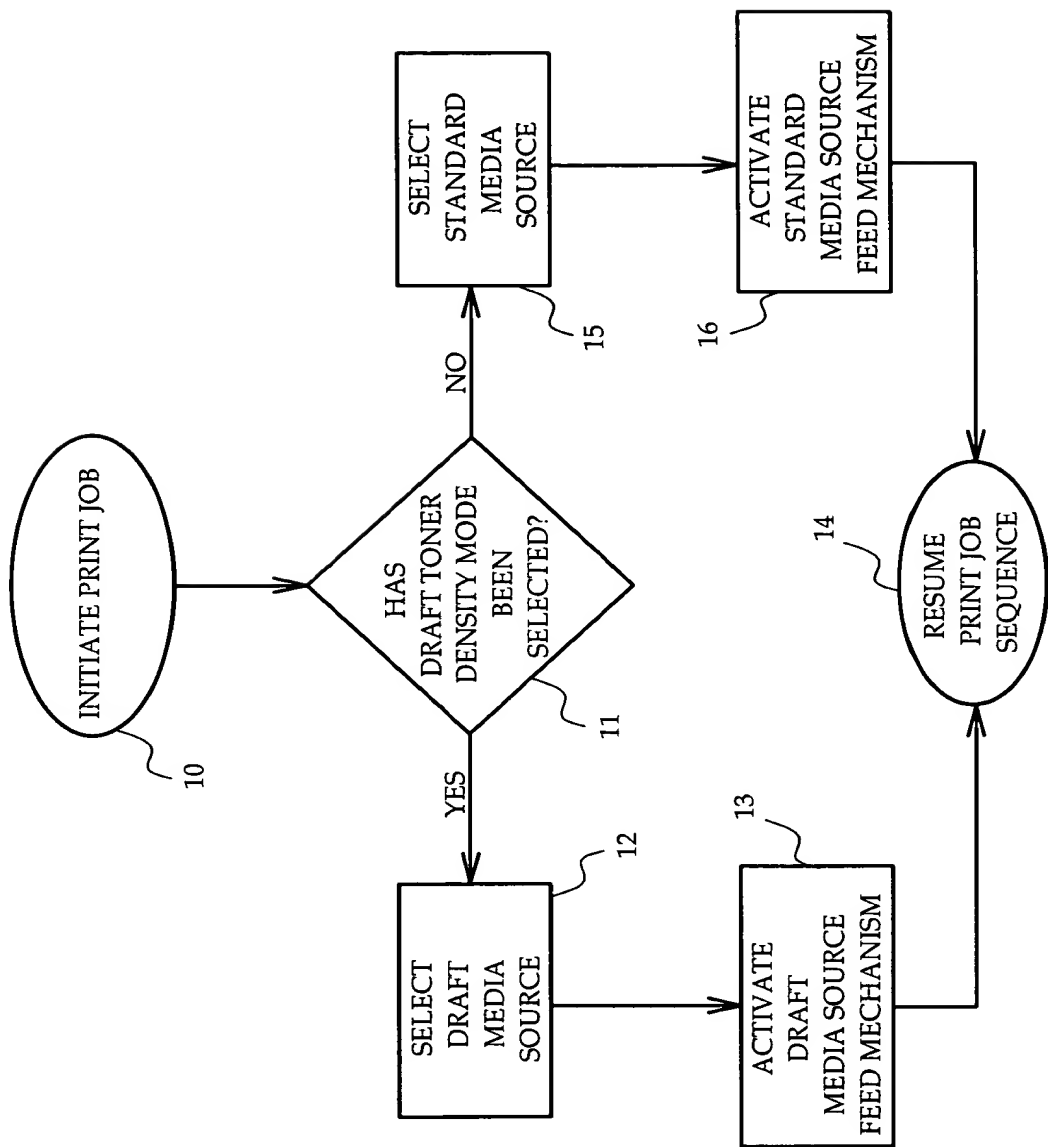 INITIATE PRINT JOB
10
HAS
DRAFT TONER
DENSITY MODE
BEEN
SELECTED?
11
YES
NO
SELECT
DRAFT
MEDIA
SOURCE
12
SELECT
STANDARD
MEDIA
SOURCE
15
ACTIVATE
DRAFT
MEDIA SOURCE
FEED MECHANISM
13
ACTIVATE
STANDARD
MEDIA SOURCE
FEED MECHANISM
16
RESUME
PRINT JOB
SEQUENCE
14